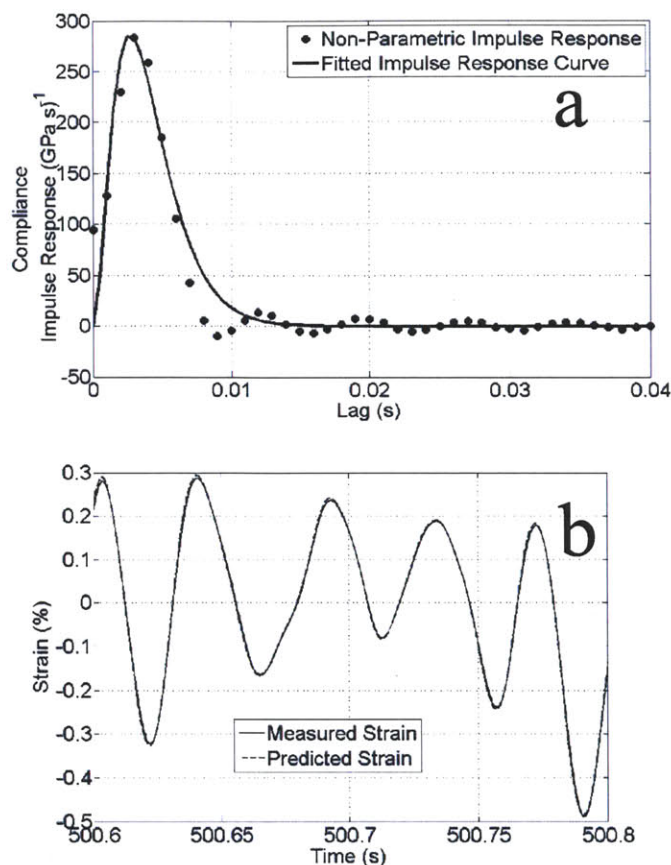 300
250
200
150
100
50
0
-50
Compliance
Impulse Response (GPa s)^1
Non-Parametric Impulse Response
Fitted Impulse Response Curve
a
0 0.01 0.02 0.03 0.04
Lag (s)
0.3
0.2
0.1
0
-0.1
-0.2
-0.3
-0.4
-0.5
Strain (%)
b
Measured Strain
Predicted Strain
500.6 500.65 500.7 500.75 500.8
Time (s)